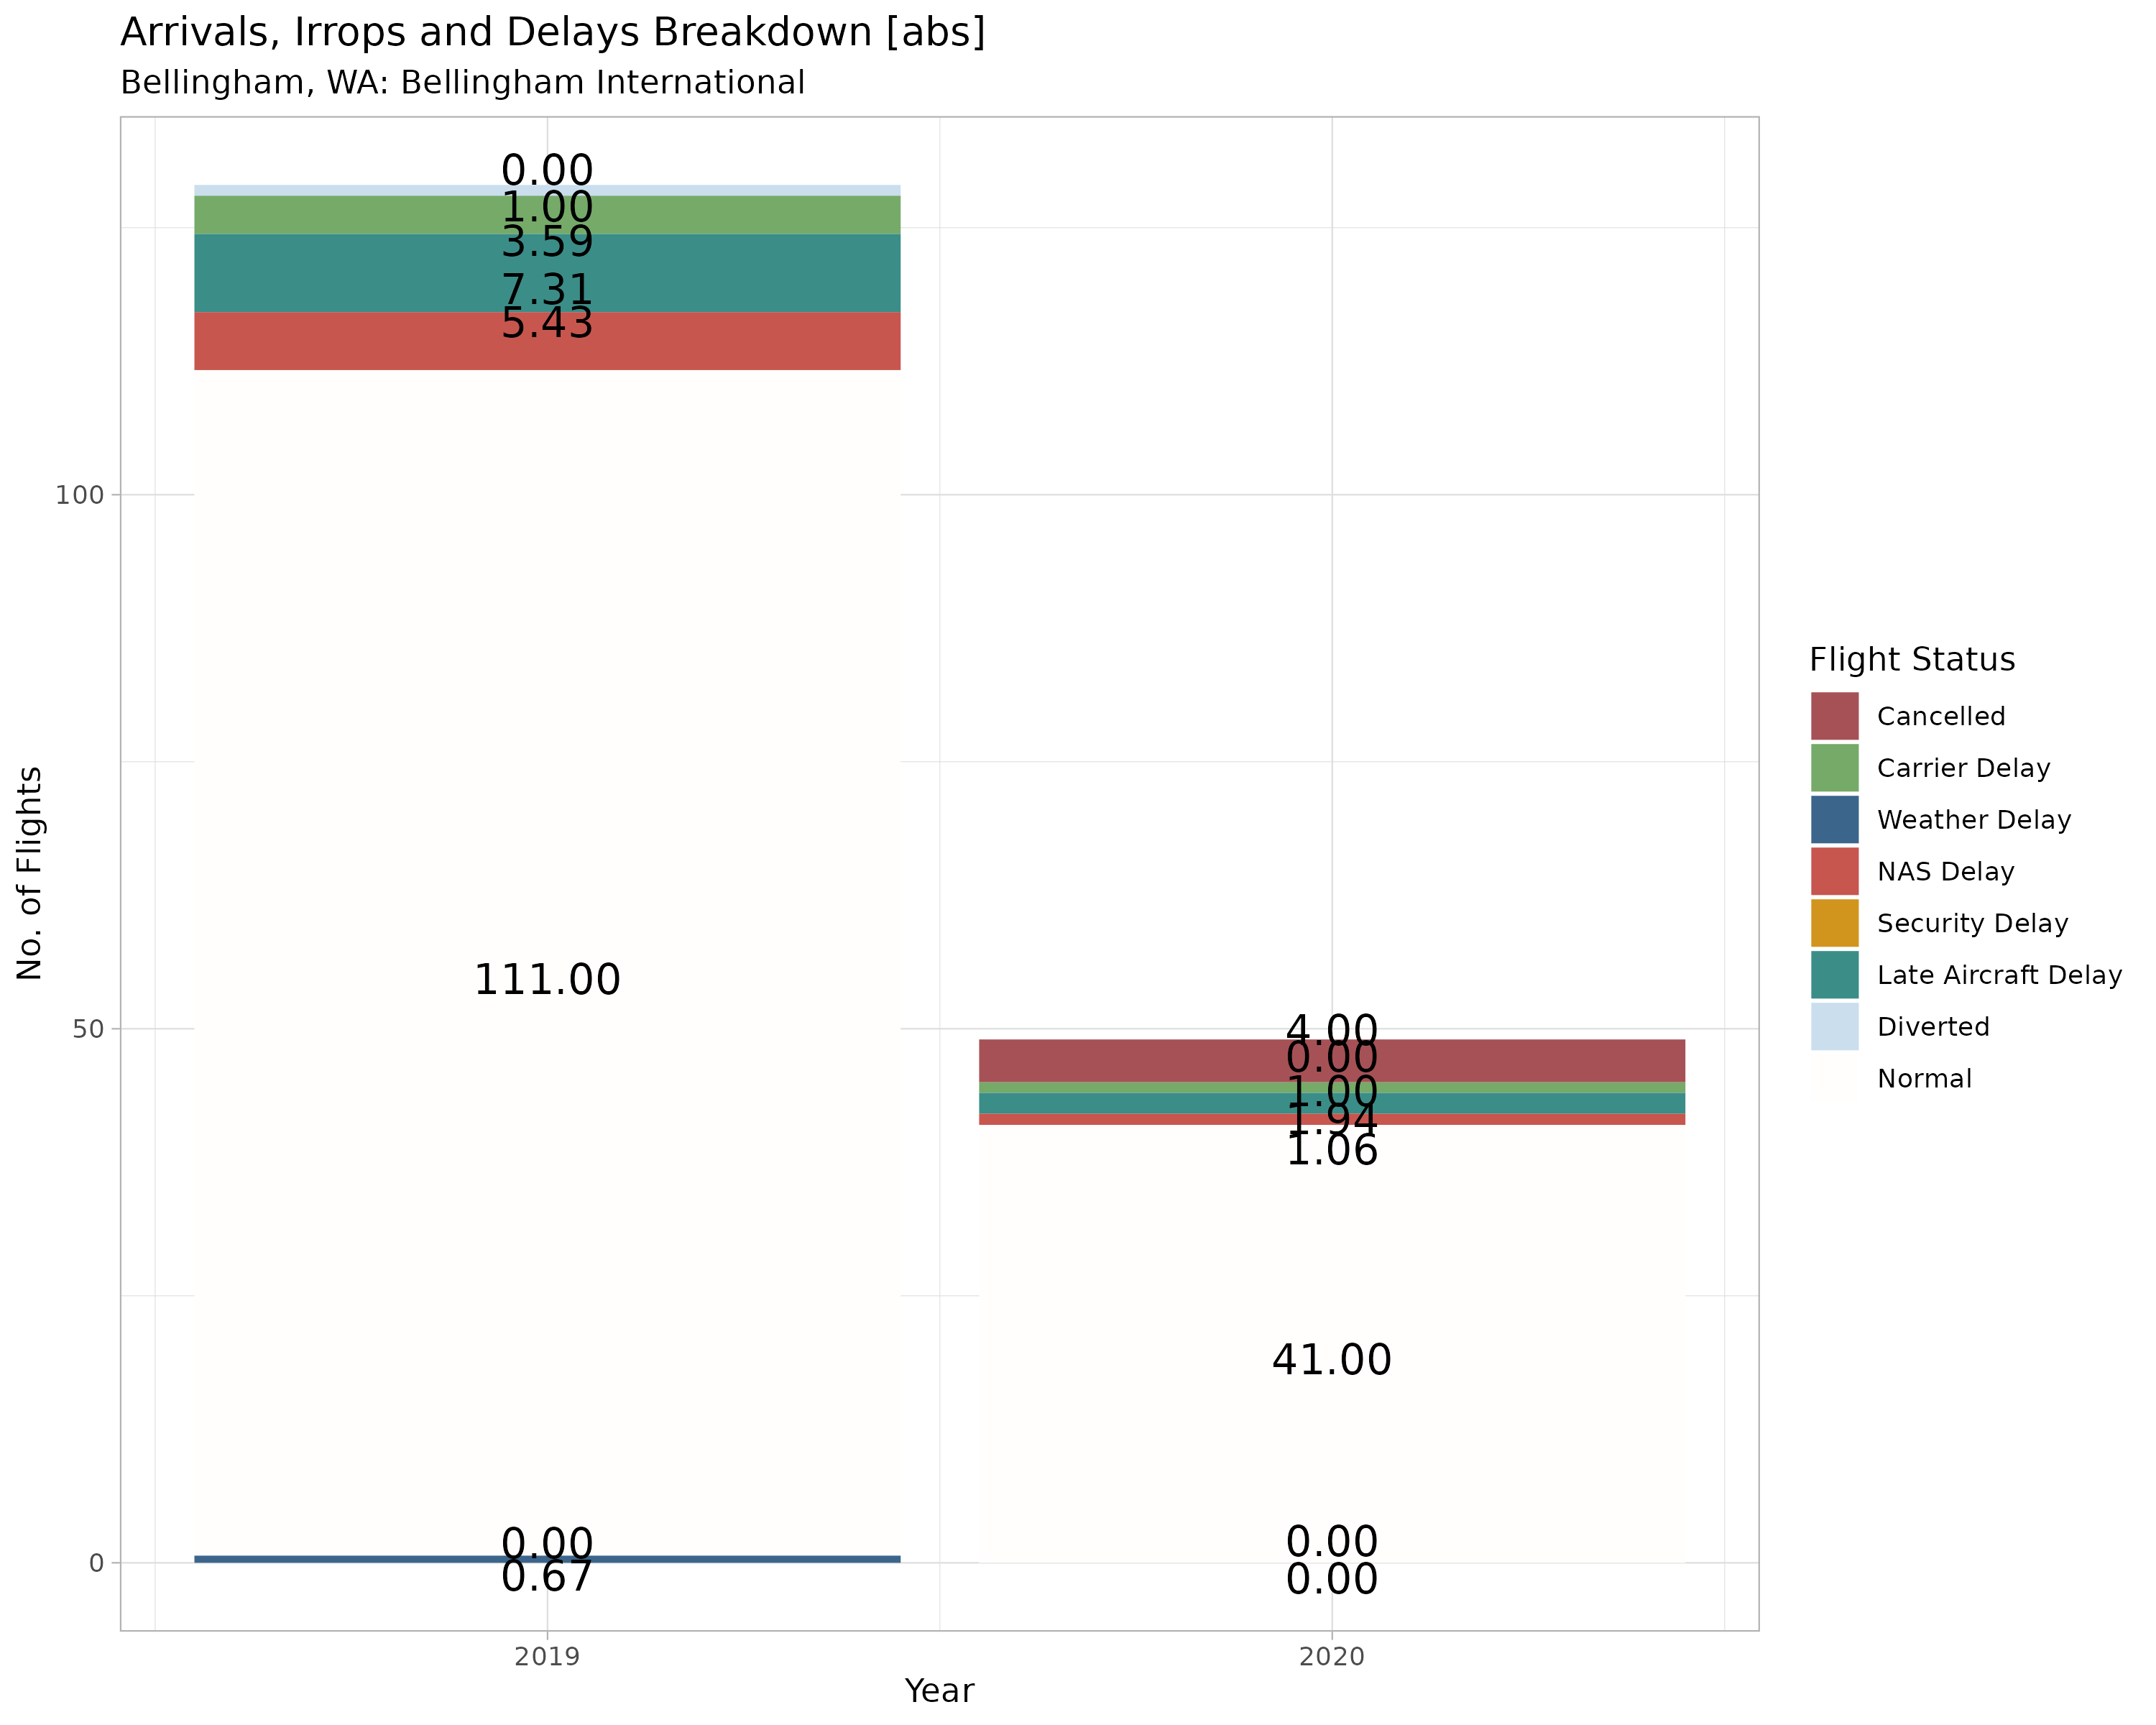 Arrivals, Irrops and Delays Breakdown [abs]
Bellingham, WA: Bellingham International
No. of Flights
100
50
0
0.00
1.00
3.59
7.31
5.43
111.00
0.00
0.67
4.00
0.00
1.00
1.94
1.06
41.00
0.00
0.00
2019
2020
Year
Flight Status
Cancelled
Carrier Delay
Weather Delay
NAS Delay
Security Delay
Late Aircraft Delay
Diverted
Normal